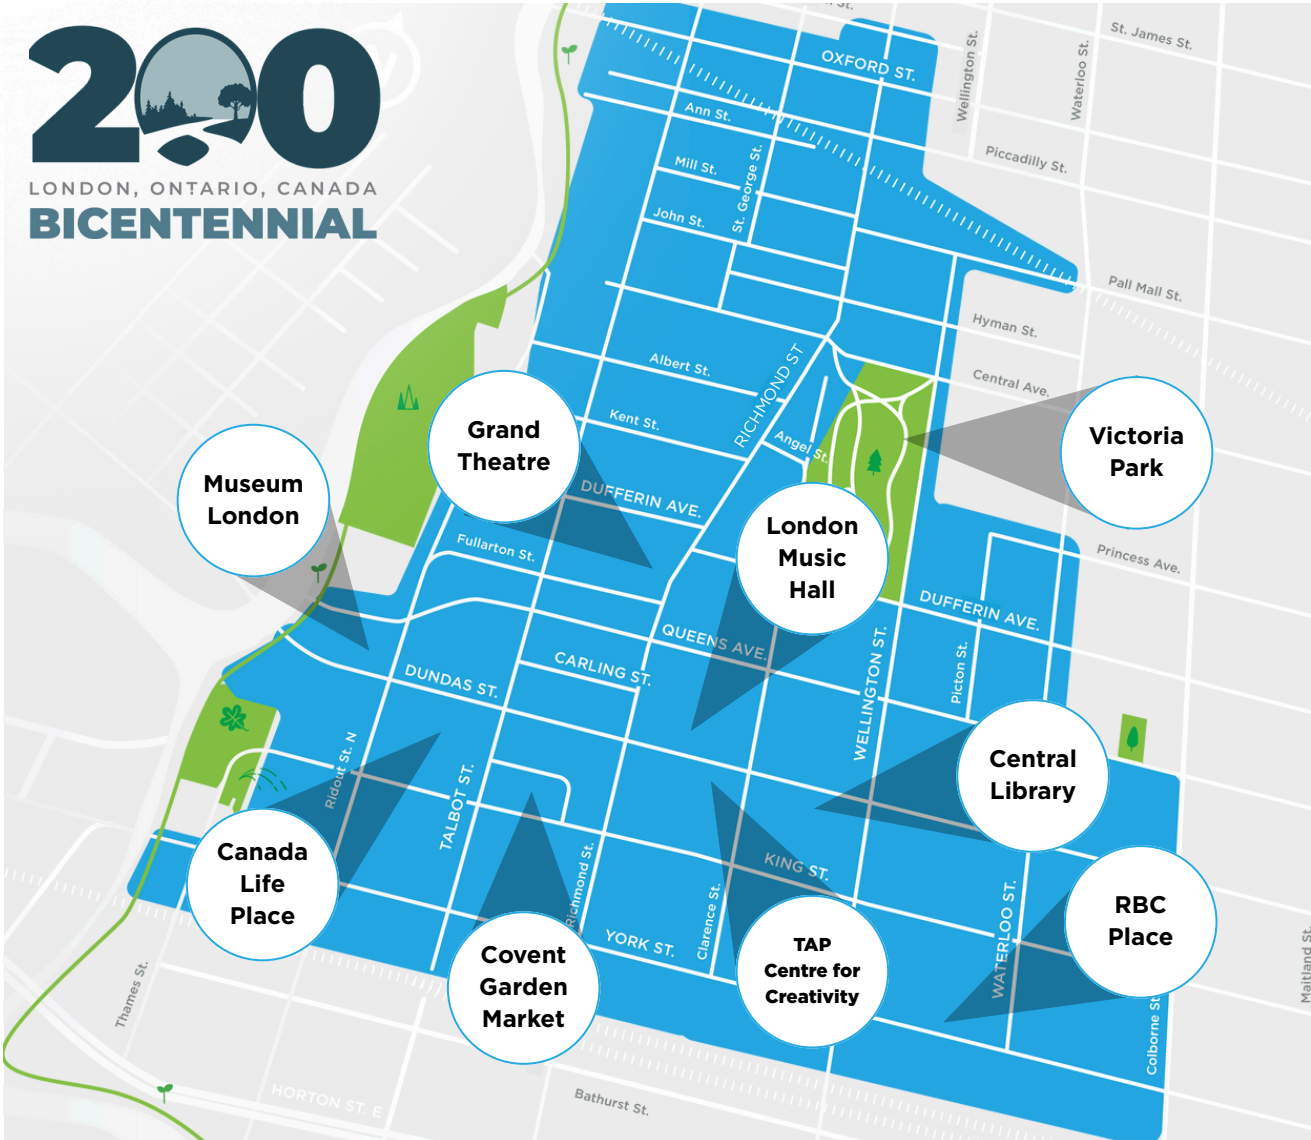 200
LONDON, ONTARIO, CANADA
BICENTENNIAL
St.
OXFORD ST.
Wellington St.
Waterloo St.
St. James St.
Ann St.
Piccadilly St.
Mill St.
St. George St.
John St.
Pall Mall St.
Hyman St.
Albert St.
RICHMOND ST
Central Ave.
Kent St.
Angel St.
Grand
Theatre
Victoria
Park
Museum
London
DUFFERIN AVE.
London
Music
Hall
Fullarton St.
Princess Ave.
DUFFERIN AVE.
QUEENS AVE.
CARLING ST.
DUNDAS ST.
WELLINGTON ST.
Picton St.
Ridout St. N
TALBOT ST.
Central
Library
Canada
Life
Place
KING ST.
Richmond St.
Clarence St.
YORK ST.
WATERLOO ST.
RBC
Place
Covent
Garden
Market
TAP
Centre for
Creativity
Thames St.
Maitland St.
Colborne St.
HORTON ST. E
Bathurst St.